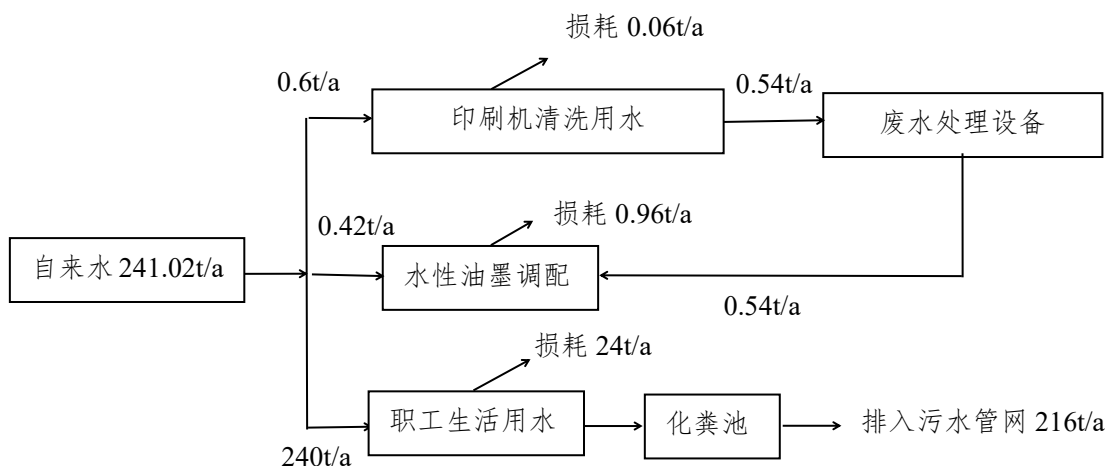 损耗 0.06t/a
0.6t/a
0.54t/a
印刷机清洗用水
废水处理设备
损耗 0.96t/a
0.42t/a
自来水 241.02t/a
水性油墨调配
0.54t/a
损耗 24t/a
职工生活用水
化粪池
排入污水管网 216t/a
240t/a